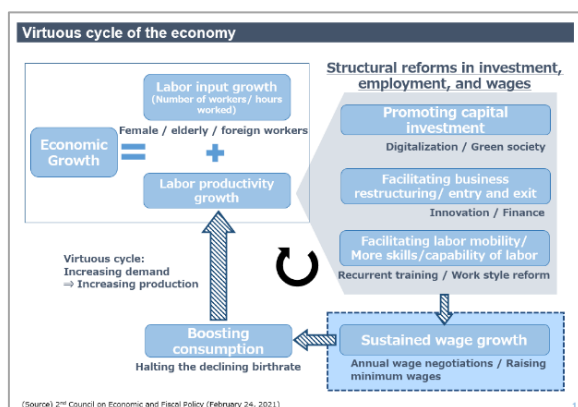 Virtuous cycle of the economy
Structural reforms in investment,
employment, and wages
Labor input growth
(Number of workers/ hours
worked)
Female / elderly / foreign workers
Economic
Growth
=
+
Labor productivity
growth
Promoting capital
investment
Digitalization / Green society
Facilitating business
restructuring/ entry and exit
Innovation / Finance
Facilitating labor mobility/
More skills/capability of labor
Recurrent training / Work style reform
Virtuous cycle:
Increasing demand
⇒ Increasing production
Boosting
consumption
Halting the declining birthrate
Sustained wage growth
Annual wage negotiations / Raising
minimum wages
(Source) 2nd Council on Economic and Fiscal Policy (February 24, 2021)
1